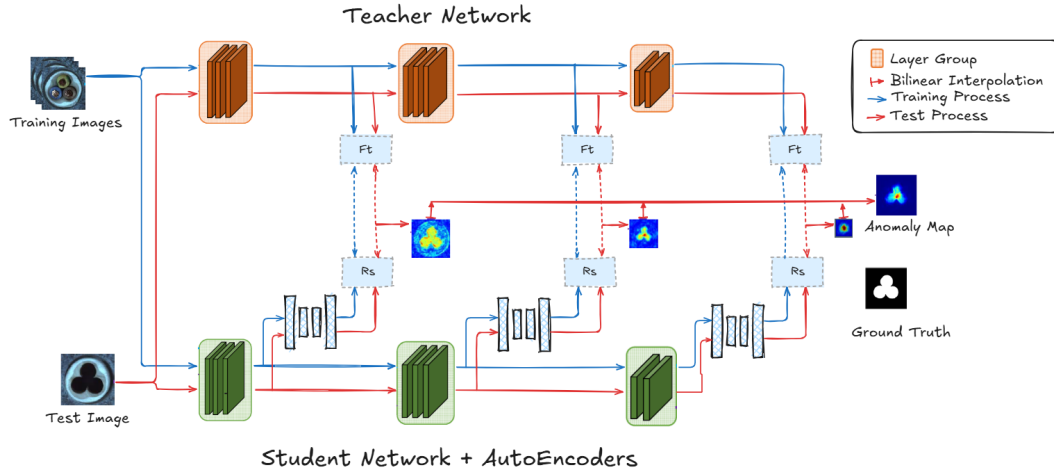 Teacher Network
Layer Group
Bilinear Interpolation
Training Process
Test Process
Training Images
Ft
Ft
Ft
Anomaly Map
Rs
Rs
Rs
Ground Truth
Test Image
Student Network + AutoEncoders